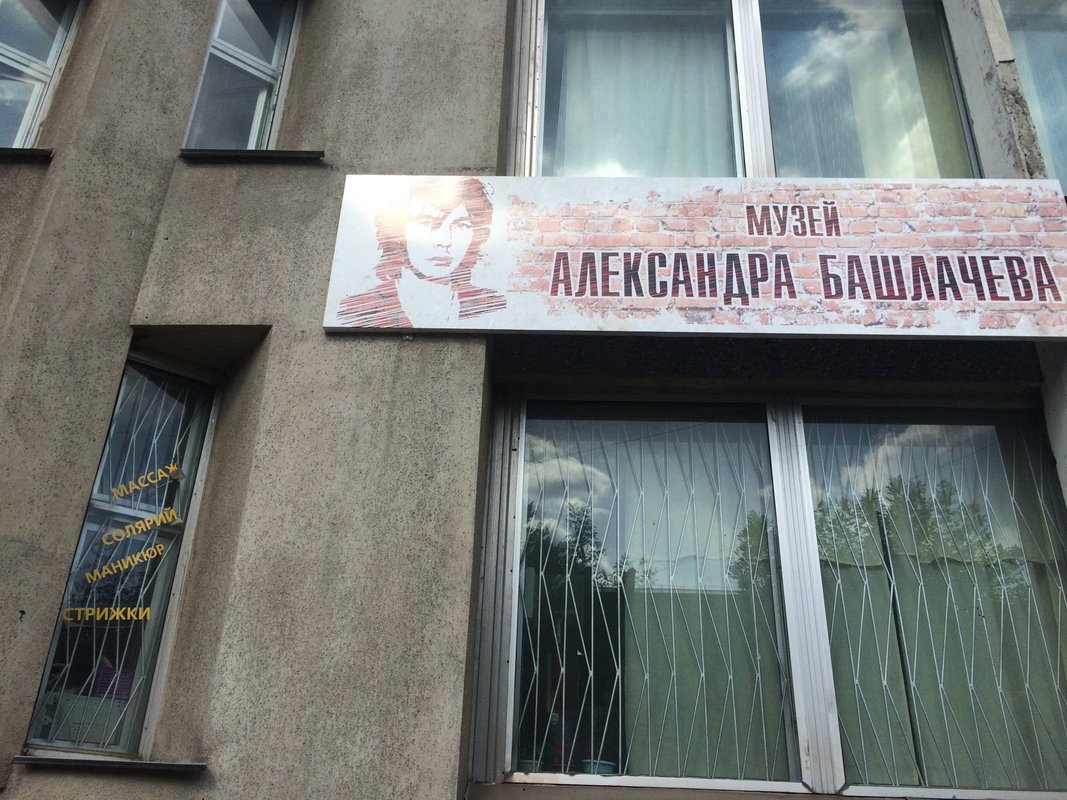 МУЗЕЙ
АЛЕКСАНДРА БАШЛАЧЕВА
МАССАЖ
СОЛЯРИЙ
МАНИКЮР
СТРИЖКИ